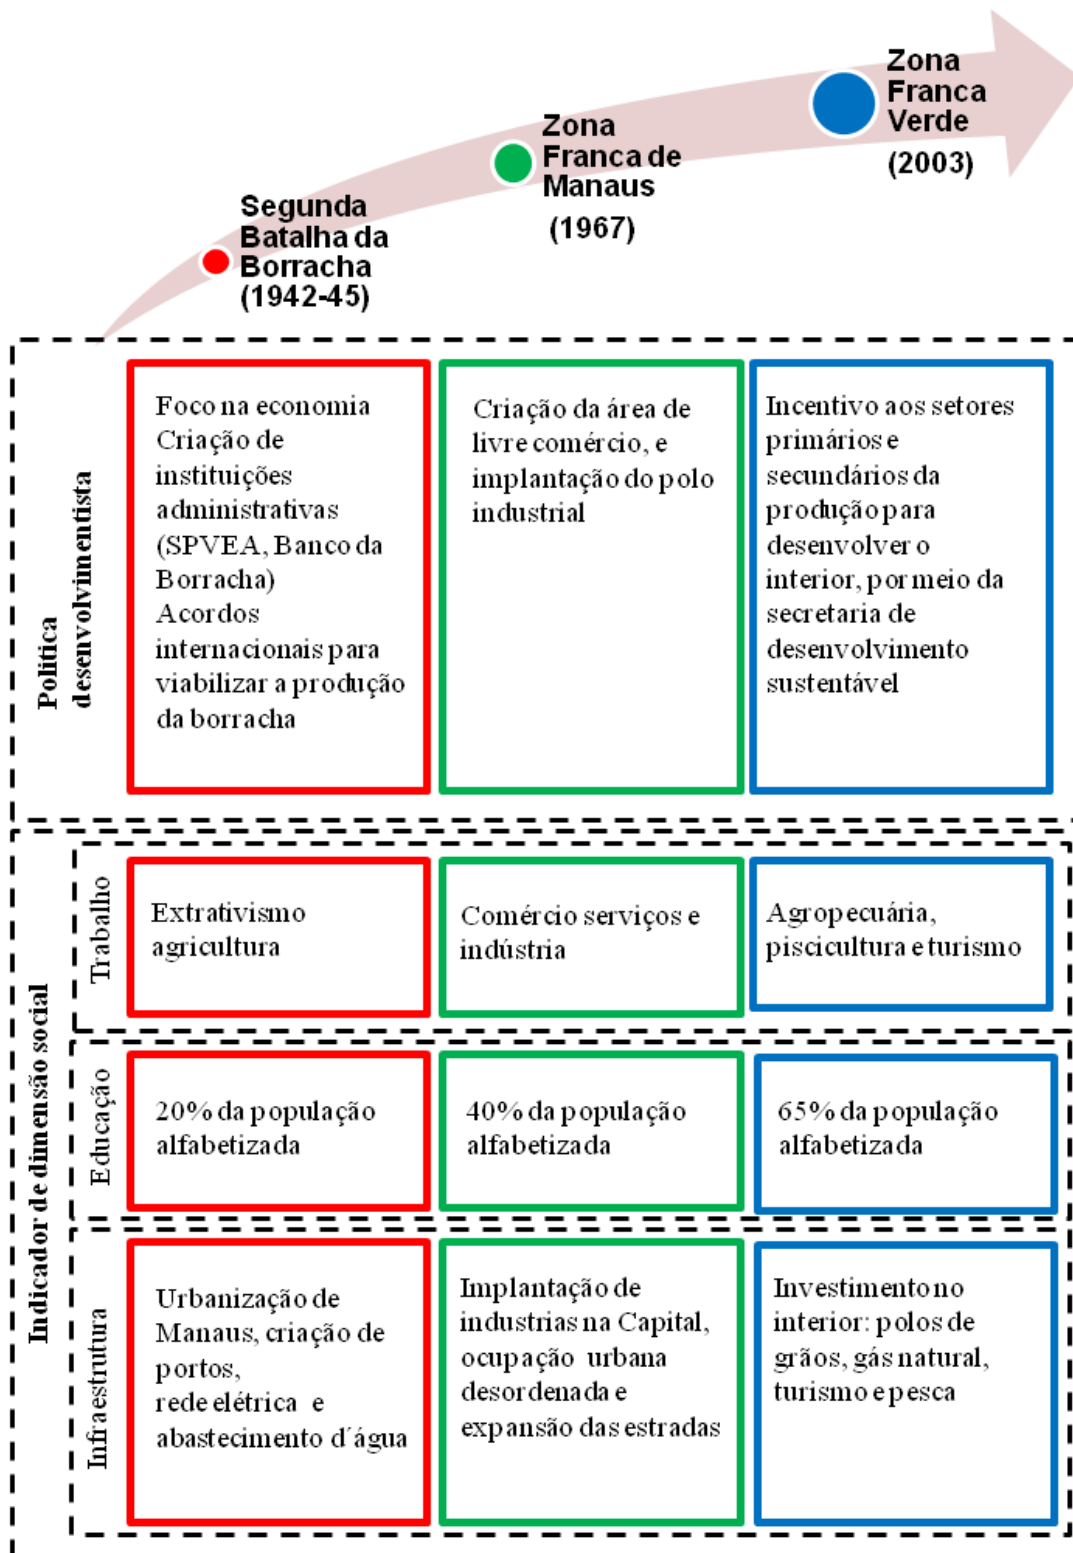 Zona
Franca
Verde
(2003)
Zona
Franca de
Manaus
(1967)
Segunda
Batalha da
Borracha
(1942-45)
Política
desenvolvimentista
Foco na economia
Criação de
instituições
administrativas
(SPVEA, Banco da
Borracha)
Acordos
internacionais para
viabilizar a produção
da borracha
Criação da área de
livre comércio, e
implantação do polo
industrial
Incentivo aos setores
primários e
secundários da
produção para
desenvolver o
interior, por meio da
secretaria de
desenvolvimento
sustentável
Indicador de dimensão social
Trabalho
Extrativismo
agricultura
Comércio serviços e
indústria
Agropecuária,
piscicultura e turismo
Educação
20% da população
alfabetizada
40% da população
alfabetizada
65% da população
alfabetizada
Infraestrutura
Urbanização de
Manaus, criação de
portos,
rede elétrica e
abastecimento d´água
Implantação de
industrias na Capital,
ocupação urbana
desordenada e
expansão das estradas
Investimento no
interior: polos de
grãos, gás natural,
turismo e pesca